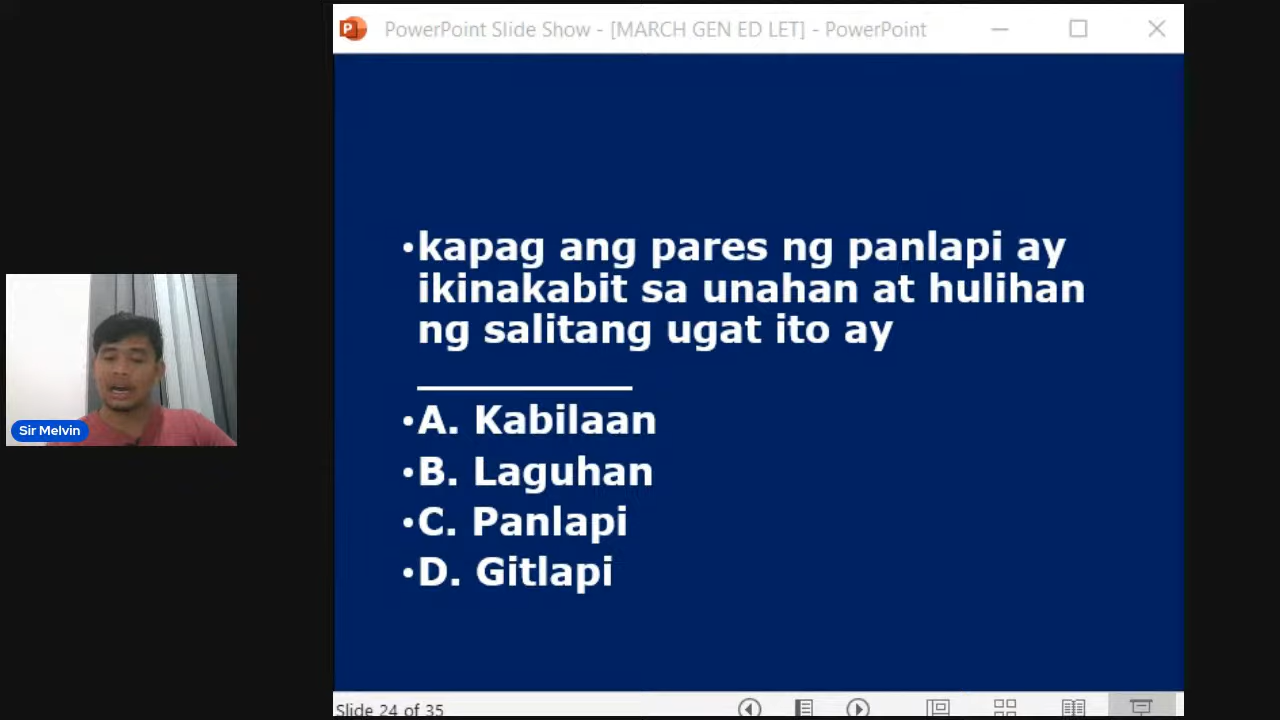 PowerPoint Slide Show - [MARCH GEN ED LET] - PowerPoint
•kapag ang pares ng panlapi ay
ikinakabit sa unahan at hulihan
ng salitang ugat ito ay
___________
•A. Kabilaan
•B. Laguhan
•C. Panlapi
•D. Gitlapi
Sir Melvin
Slide 24 of 35